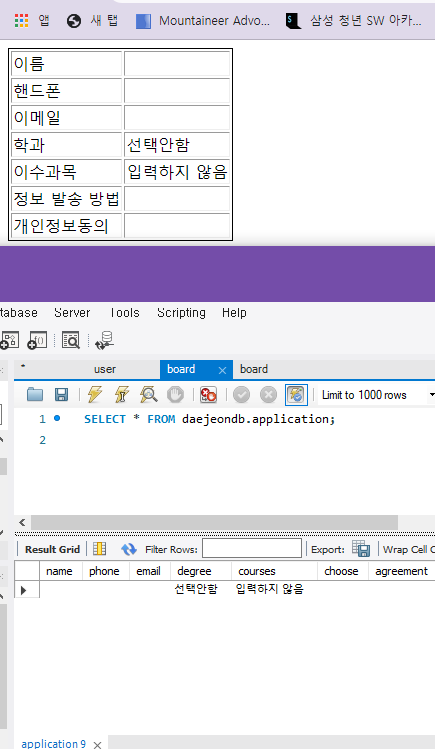 앱 새 탭 Mountaineer Advo... 삼성 청년 SW 아카...
이름
핸드폰
이메일
학과 선택안함
이수과목 입력하지 않음
정보 발송 방법
개인정보동의
tabase Server Tools Scripting Help
* user board board
Limit to 1000 rows
1 SELECT * FROM daejeondb.application;
2
Result Grid Filter Rows: Export: Wrap Cell C
name phone email degree courses choose agreement
선택안함 입력하지 않음
application 9